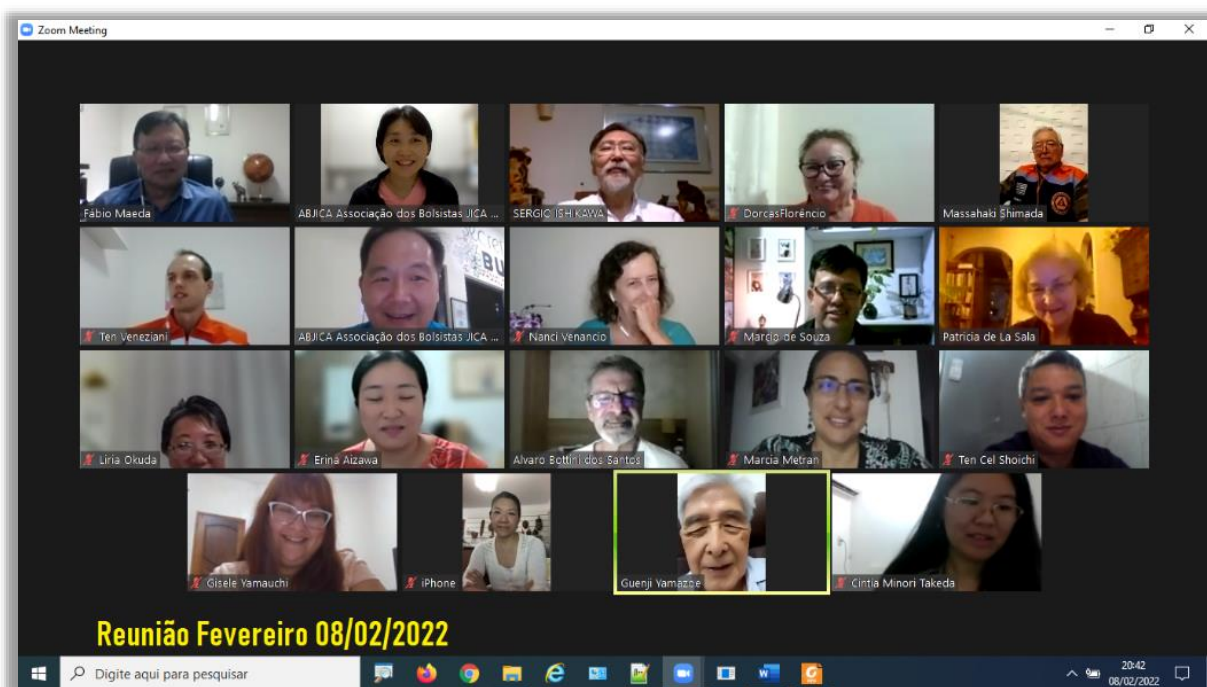 Zoom Meeting
Fábio Maeda
ABJICA Associação dos Bolsistas JICA ...
SERGIO ISHIKAWA
DorcasFlorêncio
Massahaki Shimada
Ten Veneziani
ABJICA Associação dos Bolsistas JICA ...
Nanci Venancio
Marcio de Souza
Patricia de La Sala
BU
Liria Okuda
Erina Aizawa
Alvaro Bottini dos Santos
Marcia Metran
Ten Cel Shoichi
Gisele Yamauchi
iPhone
Guenji Yamazoe
Cintia Minori Takeda
Reunião Fevereiro 08/02/2022
Digite aqui para pesquisar
20:42
08/02/2022